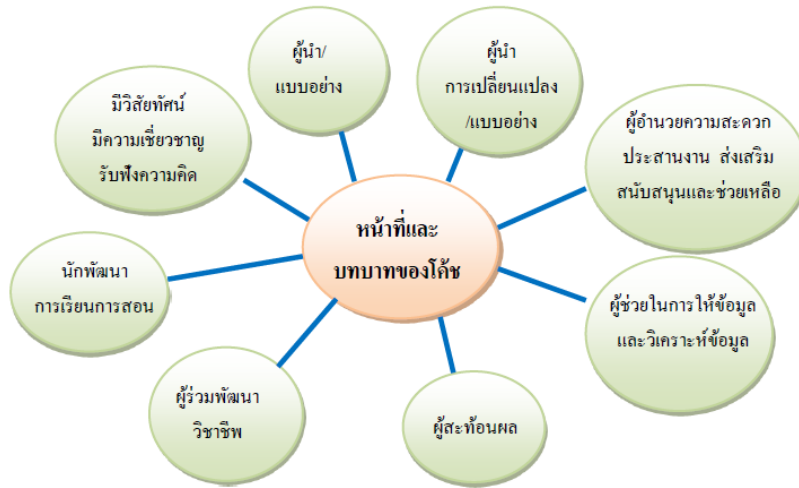 ผู้นำ/
แบบอย่าง
ผู้นำ
การเปลี่ยนแปลง
/แบบอย่าง
มีวิสัยทัศน์
มีความเชี่ยวชาญ
รับฟังความคิด
ผู้อำนวยความสะดวก
ประสานงาน ส่งเสริม
สนับสนุนและช่วยเหลือ
หน้าที่และ
บทบาทของโค้ช
นักพัฒนา
การเรียนการสอน
ผู้ช่วยในการให้ข้อมูล
และวิเคราะห์ข้อมูล
ผู้ร่วมพัฒนา
วิชาชีพ
ผู้สะท้อนผล